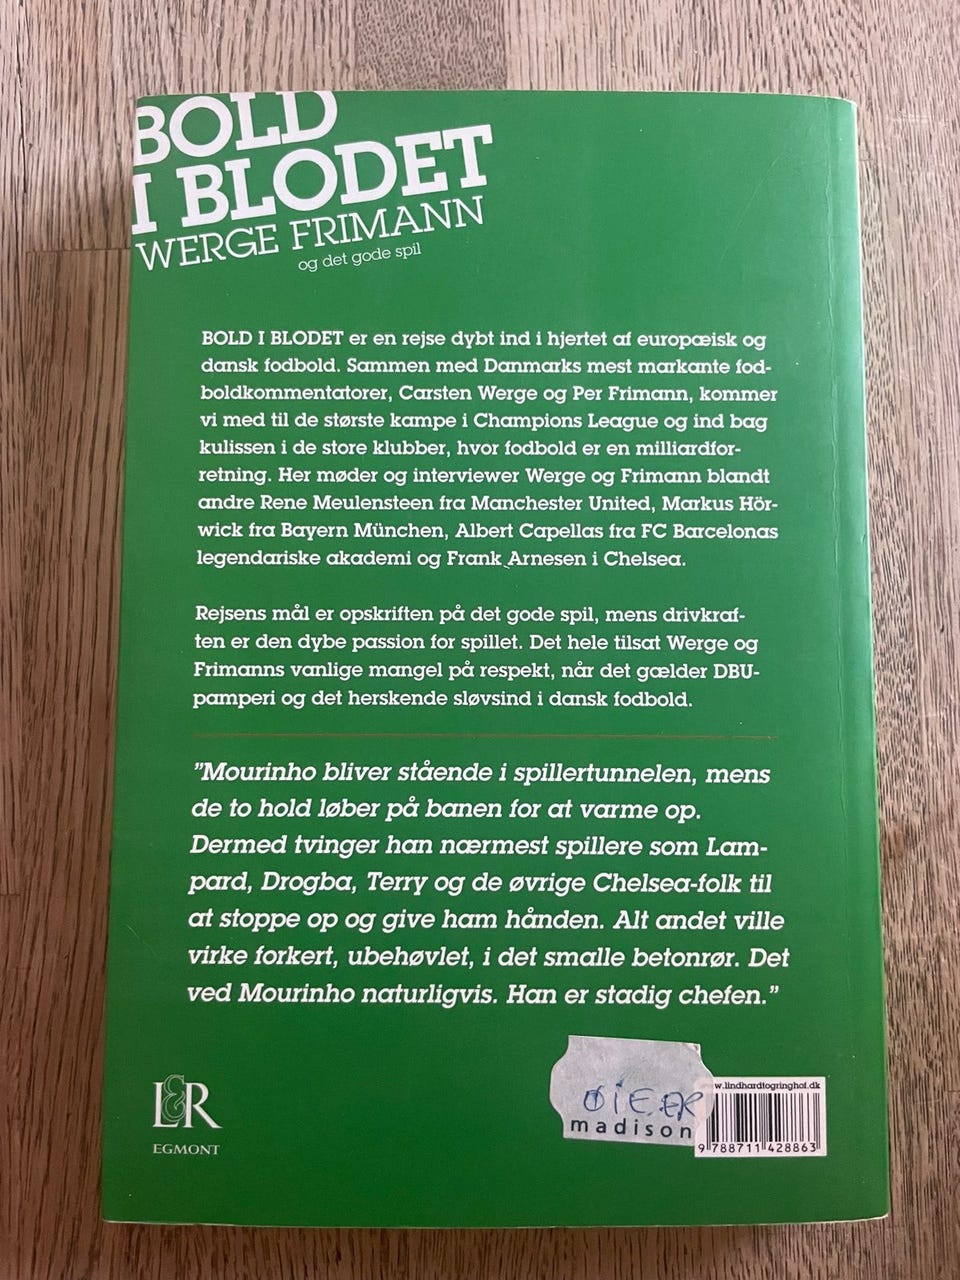 BOLD
I BLODET
WERGE FRIMANN
og det gode spil
BOLD I BLODET er en rejse dybt ind i hjertet af europæisk og
dansk fodbold. Sammen med Danmarks mest markante fod-
boldkommentatorer, Carsten Werge og Per Frimann, kommer
vi med til de største kampe i Champions League og ind bag
kulissen i de store klubber, hvor fodbold er en milliardfor-
retning. Her møder og interviewer Werge og Frimann blandt
andre Rene Meulensteen fra Manchester United, Markus Hör-
wick fra Bayern München, Albert Capellas fra FC Barcelonas
legendariske akademi og Frank Arnesen i Chelsea.
Rejsens mål er opskriften på det gode spil, mens drivkraf-
ten er den dybe passion for spillet. Det hele tilsat Werge og
Frimanns vanlige mangel på respekt, når det gælder DBU-
pamperi og det herskende sløvsind i dansk fodbold.
”Mourinho bliver stående i spillertunnelen, mens
de to hold løber på banen for at varme op.
Dermed tvinger han nærmest spillere som Lam-
pard, Drogba, Terry og de øvrige Chelsea-folk til
at stoppe op og give ham hånden. Alt andet ville
virke forkert, ubehøvlet, i det smalle betonrør. Det
ved Mourinho naturligvis. Han er stadig chefen.”
L&R
EGMONT
madison
www.lindhardtogringhof.dk
9 788711 428863